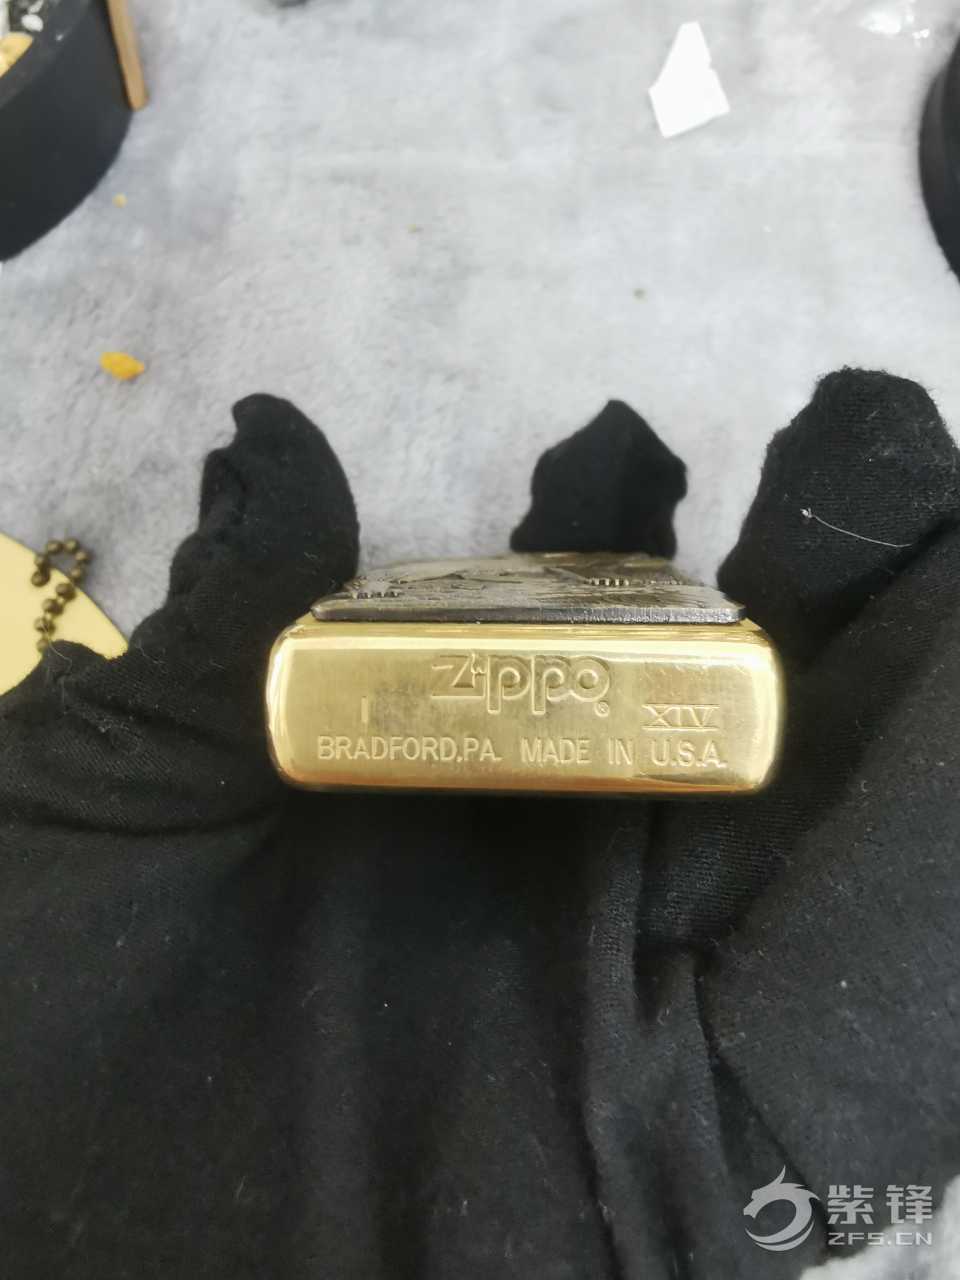 Zippo®
I XIV
BRADFORD,PA. MADE IN U.S.A.
紫锋
ZFS.CN